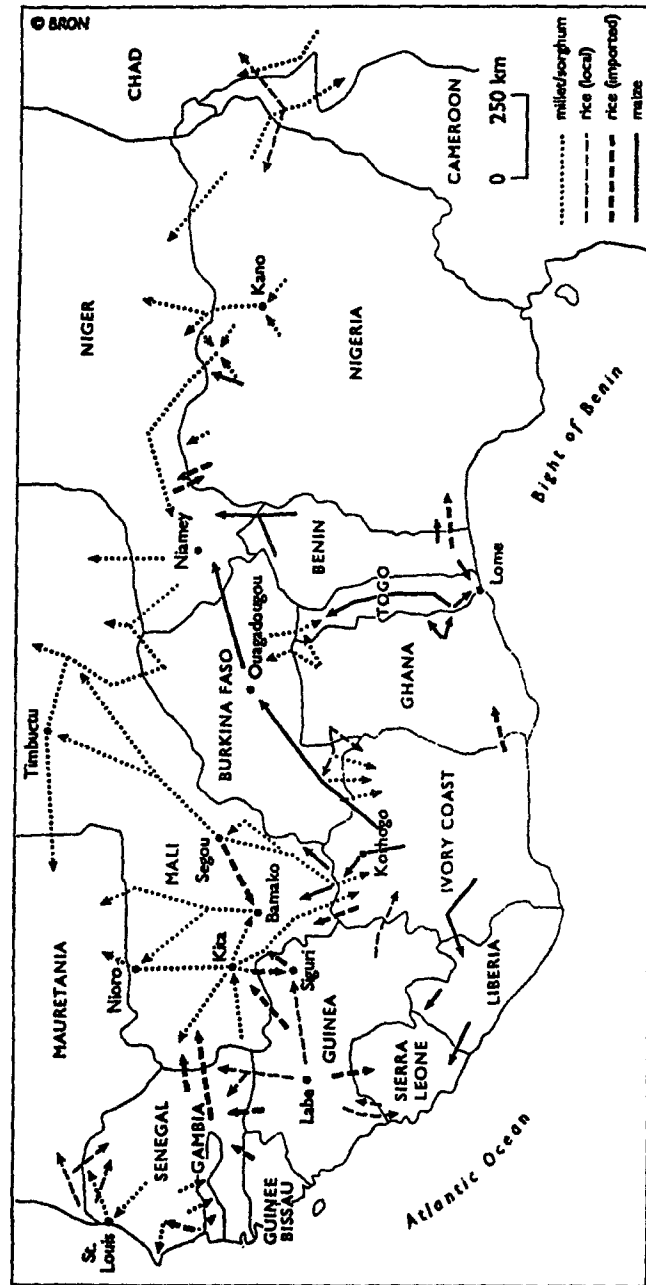 © BRON
CHAD
NIGER
Kano
NIGERIA
CAMEROON
0 250 km
millet/sorghum
rice (local)
rice (imported)
maize
Bight of Benin
Niamey
BENIN
TOGO
Lome
Ouagadougou
BURKINA FASO
GHANA
Timbuctu
MALI
Segou
Bamako
Korhogo
IVORY COAST
MAURETANIA
Nioro
Kita
Siguri
GUINEA
LIBERIA
SIERRA
LEONE
Labe
SENEGAL
GAMBIA
GUINEE
BISSAU
St.
Louis
Atlantic Ocean